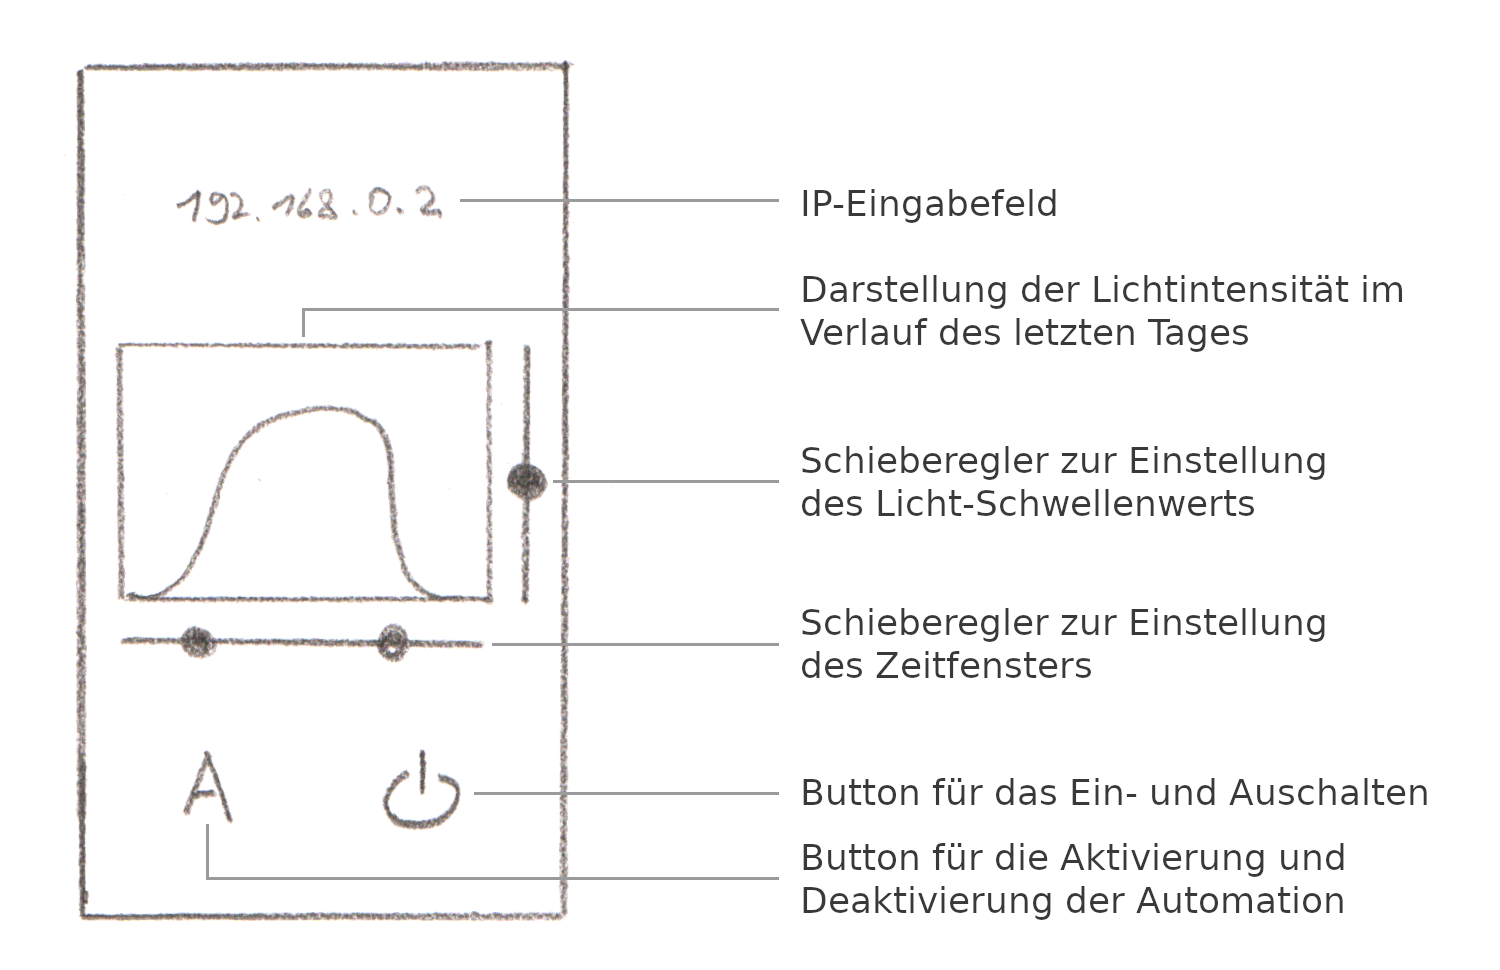 192.168.0.2
IP-Eingabefeld
Darstellung der Lichtintensität im
Verlauf des letzten Tages
Schieberegler zur Einstellung
des Licht-Schwellenwerts
Schieberegler zur Einstellung
des Zeitfensters
A
Button für das Ein- und Auschalten
Button für die Aktivierung und
Deaktivierung der Automation